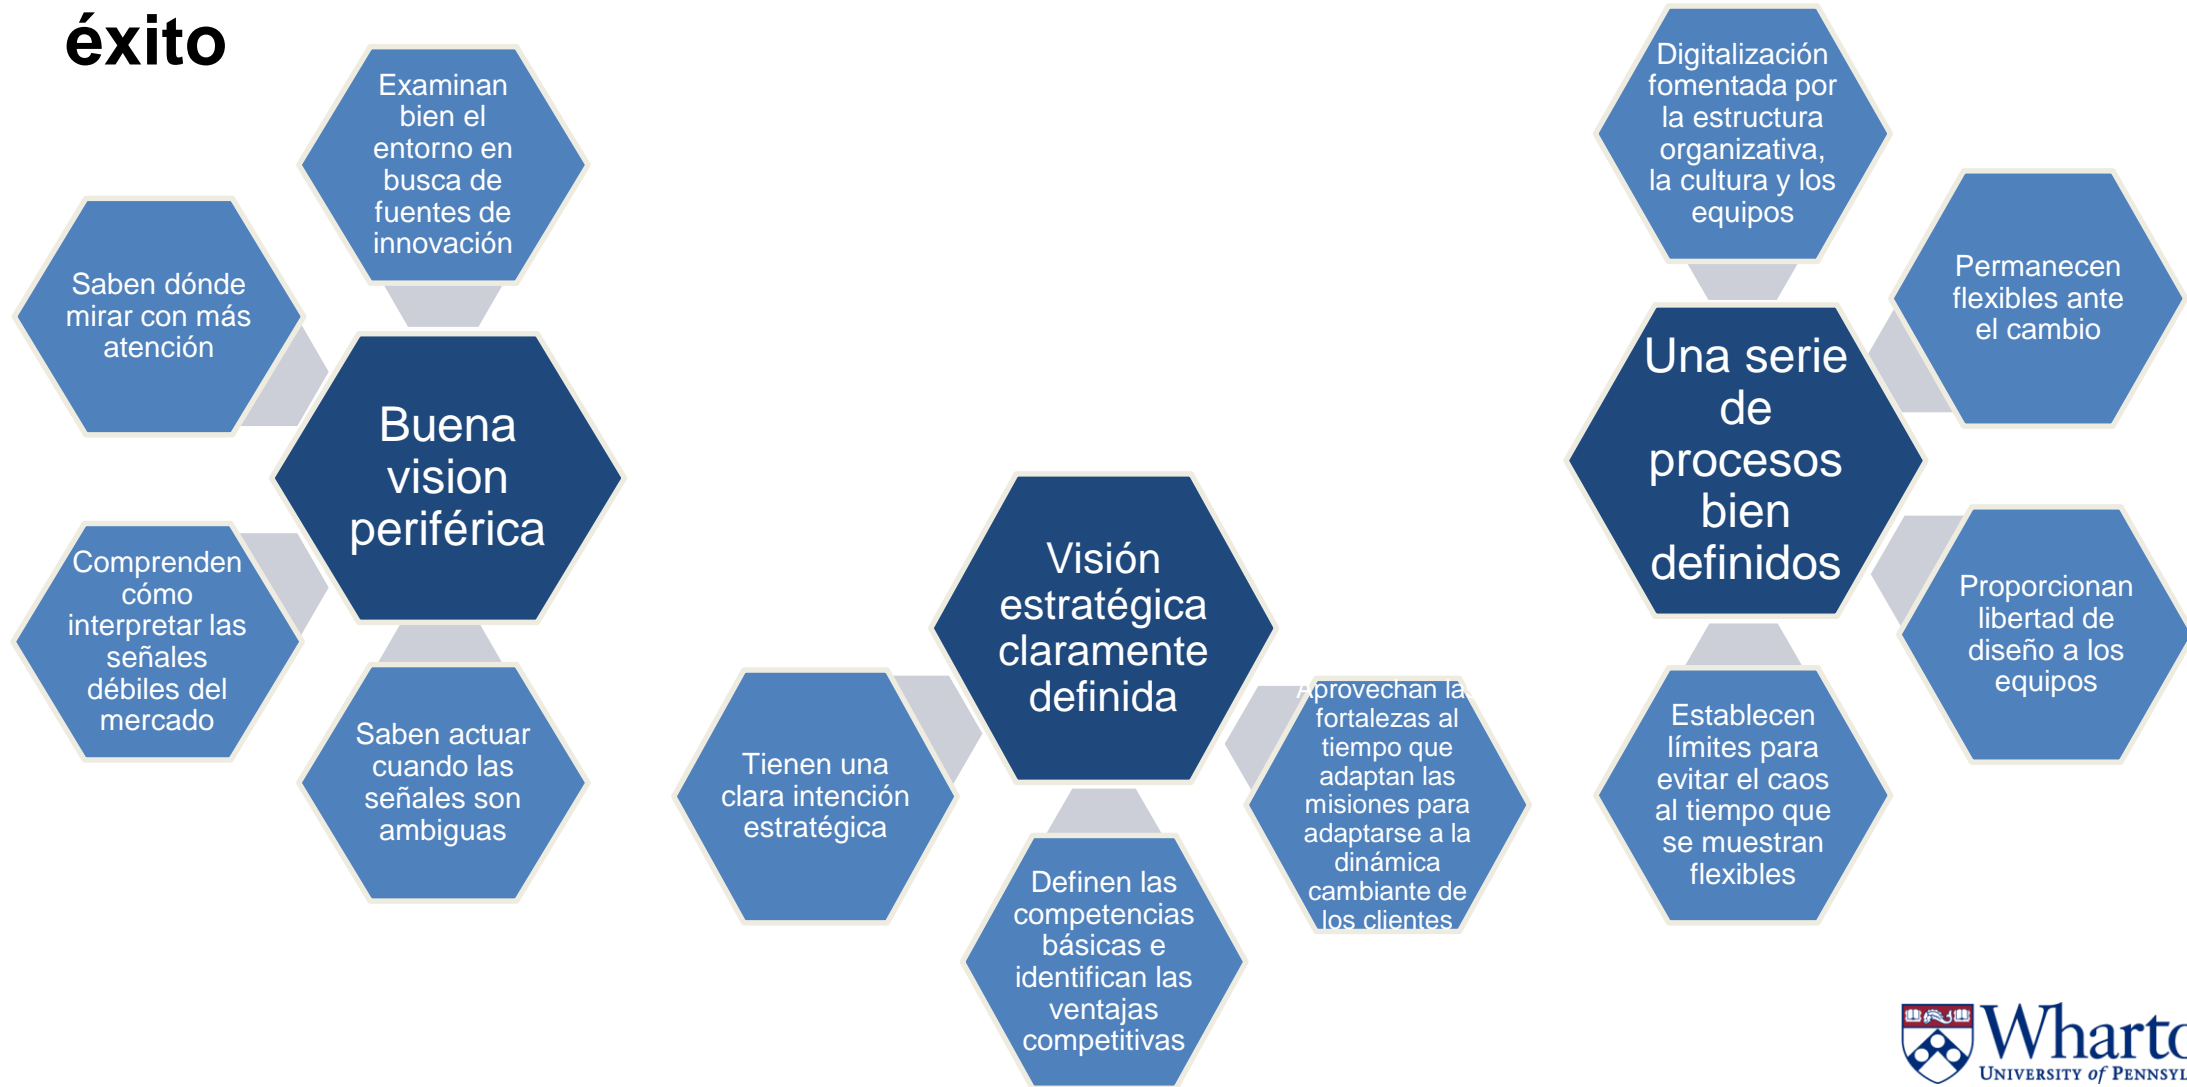 éxito
Examinan
bien el
entorno en
busca de
fuentes de
innovación
Saben dónde
mirar con más
atención
Buena
vision
periférica
Comprenden
cómo
interpretar las
señales
débiles del
mercado
Saben actuar
cuando las
señales son
ambiguas
Visión
estratégica
claramente
definida
Tienen una
clara intención
estratégica
Definen las
competencias
básicas e
identifican las
ventajas
competitivas
Aprovechan las
fortalezas al
tiempo que
adaptan las
misiones para
adaptarse a la
dinámica
cambiante de
los clientes
Digitalización
fomentada por
la estructura
organizativa,
la cultura y los
equipos
Una serie
de
procesos
bien
definidos
Permanecen
flexibles ante
el cambio
Proporcionan
libertad de
diseño a los
equipos
Establecen
límites para
evitar el caos
al tiempo que
se muestran
flexibles
Wharto
UNIVERSITY of PENNSYL